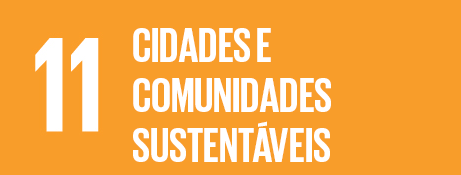 11
CIDADES E
COMUNIDADES
SUSTENTÁVEIS